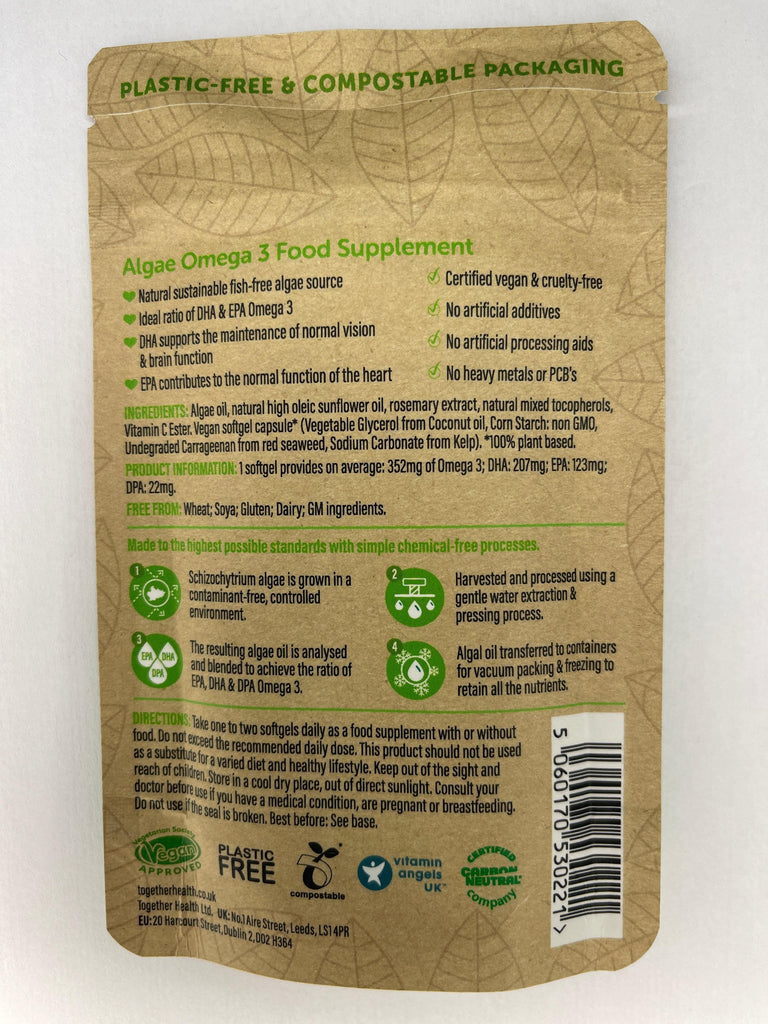 PLASTIC-FREE & COMPOSTABLE PACKAGING
Algae Omega 3 Food Supplement
Natural sustainable fish-free algae source
Ideal ratio of DHA & EPA Omega 3
DHA supports the maintenance of normal vision
& brain function
EPA contributes to the normal function of the heart
Certified vegan & cruelty-free
No artificial additives
No artificial processing aids
No heavy metals or PCB's
INGREDIENTS: Algae oil, natural high oleic sunflower oil, rosemary extract, natural mixed tocopherols,
Vitamin C Ester. Vegan softgel capsule* (Vegetable Glycerol from Coconut oil, Corn Starch: non GMO,
Undegraded Carrageenan from red seaweed, Sodium Carbonate from Kelp). *100% plant based.
PRODUCT INFORMATION: 1 softgel provides on average: 352mg of Omega 3; DHA: 207mg; EPA: 123mg;
DPA: 22mg.
FREE FROM: Wheat; Soya; Gluten; Dairy; GM ingredients.
Made to the highest possible standards with simple chemical-free processes.
1
Schizochytrium algae is grown in a
contaminant-free, controlled
environment.
2
Harvested and processed using a
gentle water extraction &
pressing process.
3
EPA DHA
DPA
The resulting algae oil is analysed
and blended to achieve the ratio of
EPA, DHA & DPA Omega 3.
4
Algal oil transferred to containers
for vacuum packing & freezing to
retain all the nutrients.
DIRECTIONS: Take one to two softgels daily as a food supplement with or without
food. Do not exceed the recommended daily dose. This product should not be used
as a substitute for a varied diet and healthy lifestyle. Keep out of the sight and
reach of children. Store in a cool dry place, out of direct sunlight. Consult your
doctor before use if you have a medical condition, are pregnant or breastfeeding.
Do not use if the seal is broken. Best before: See base.
5 060170 530221 >
Vegetarian Society
Vegan
APPROVED
PLASTIC
FREE
compostable
vitamin
angels
UK™
CERTIFIED
CARBON
NEUTRAL®
company
togetherhealth.co.uk
Together Health Ltd, UK: No.1 Aire Street, Leeds, LS1 4PR
EU: 20 Harcourt Street, Dublin 2, D02 H364